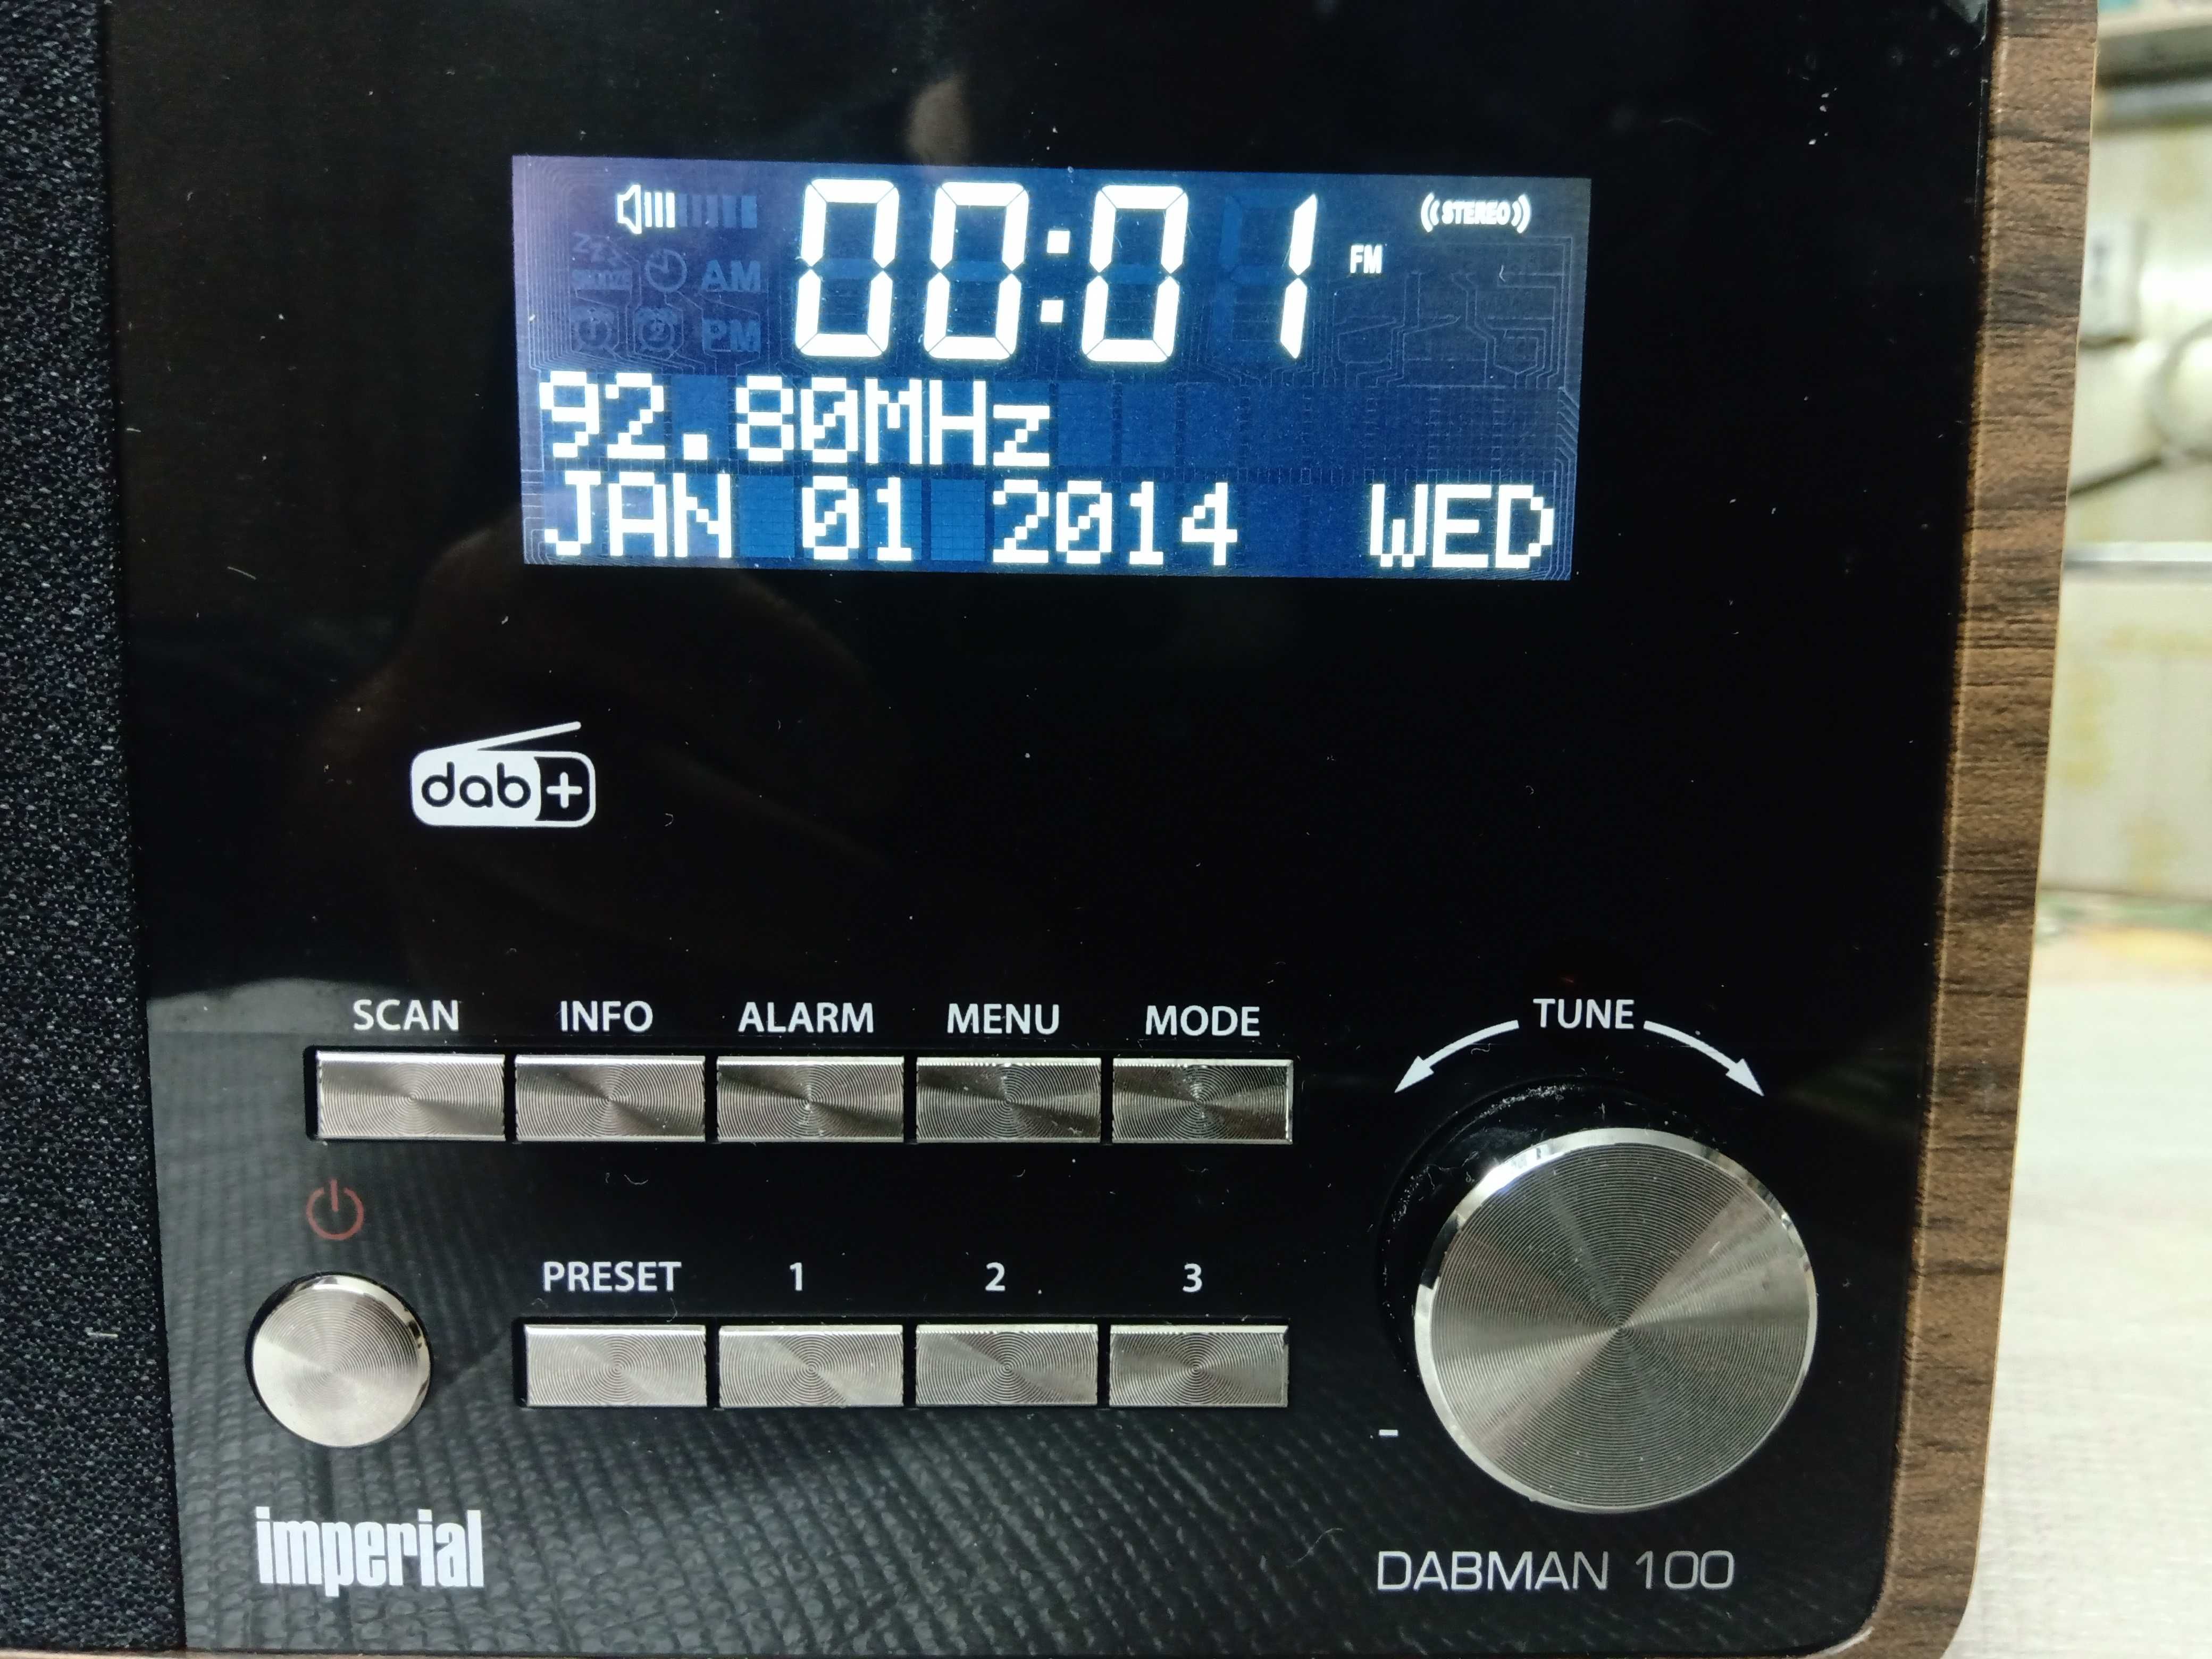 00:01
FM
((STEREO))
AM
PM
92.80MHz
JAN 01 2014 WED
dab+
SCAN INFO ALARM MENU MODE
TUNE
PRESET 1 2 3
-
imperial
DABMAN 100